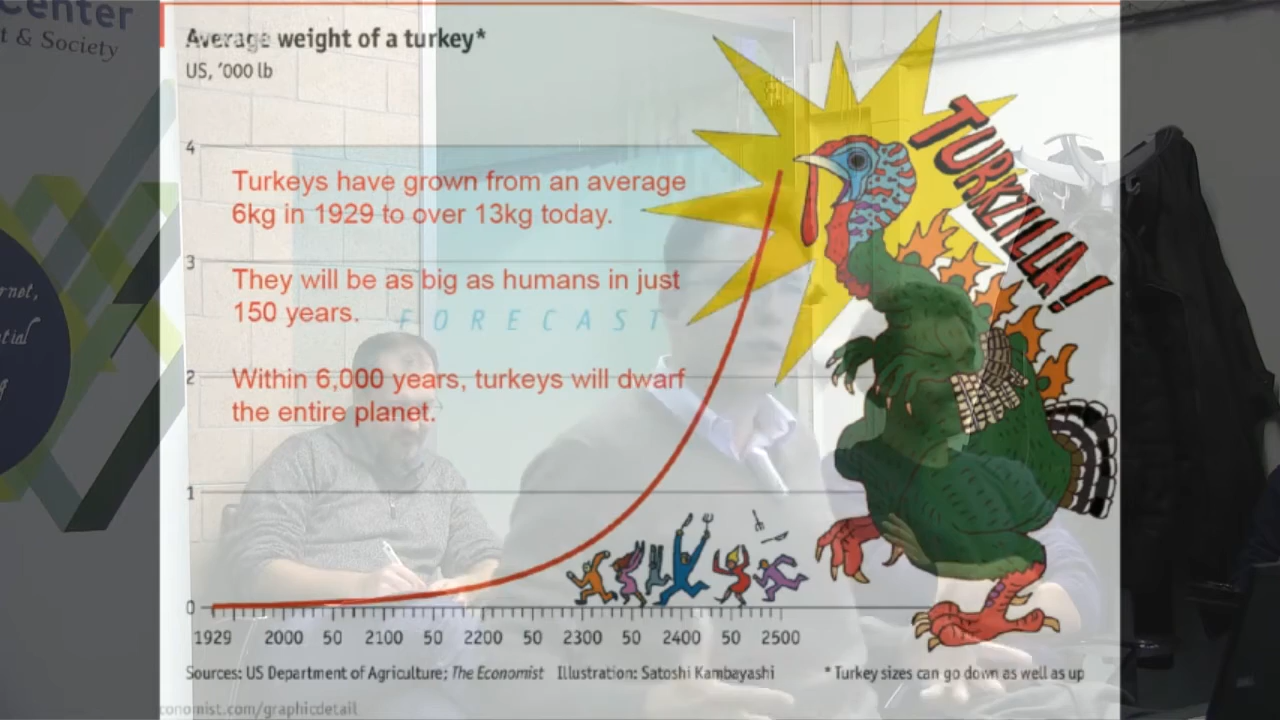 Center
t & Society
Average weight of a turkey*
US, '000 lb
TURKZILLA!
4
Turkeys have grown from an average
6kg in 1929 to over 13kg today.
3
They will be as big as humans in just
150 years.
FORECAST
2
Within 6,000 years, turkeys will dwarf
the entire planet.
1
0
1929 2000 50 2100 50 2200 50 2300 50 2400 50 2500
Sources: US Department of Agriculture; The Economist Illustration: Satoshi Kambayashi * Turkey sizes can go down as well as up
conomist.com/graphicdetail
rnet,
tial
g